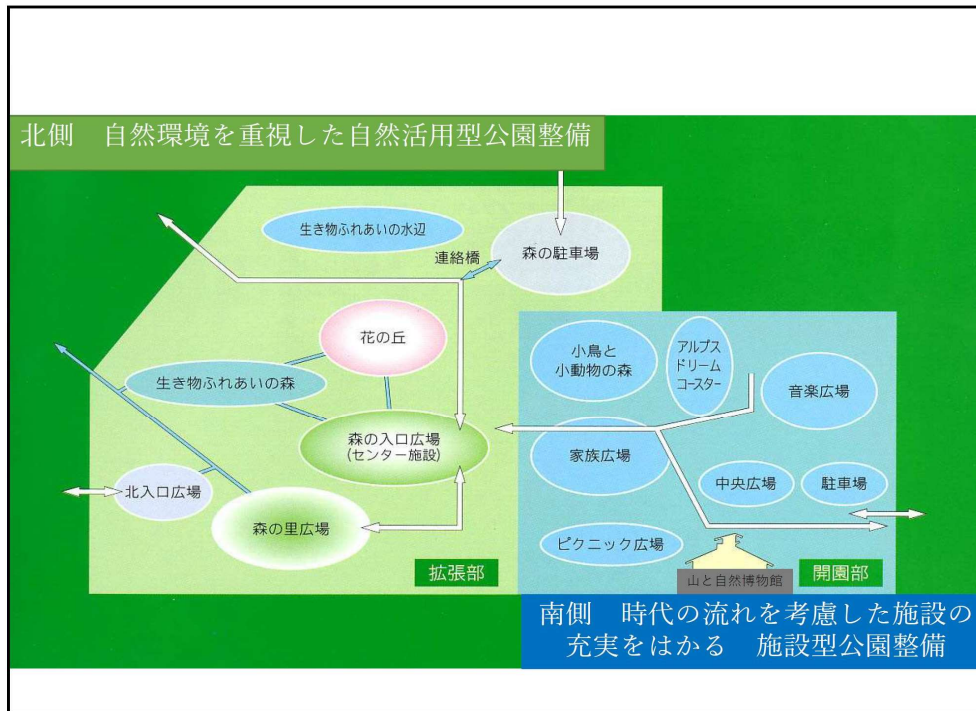 北側　自然環境を重視した自然活用型公園整備
生き物ふれあいの水辺
連絡橋
森の駐車場
花の丘
生き物ふれあいの森
森の入口広場
(センター施設)
北入口広場
森の里広場
拡張部
小鳥と
小動物の森
アルプス
ドリーム
コースター
音楽広場
家族広場
中央広場
駐車場
ピクニック広場
山と自然博物館
開園部
南側　時代の流れを考慮した施設の
充実をはかる　施設型公園整備